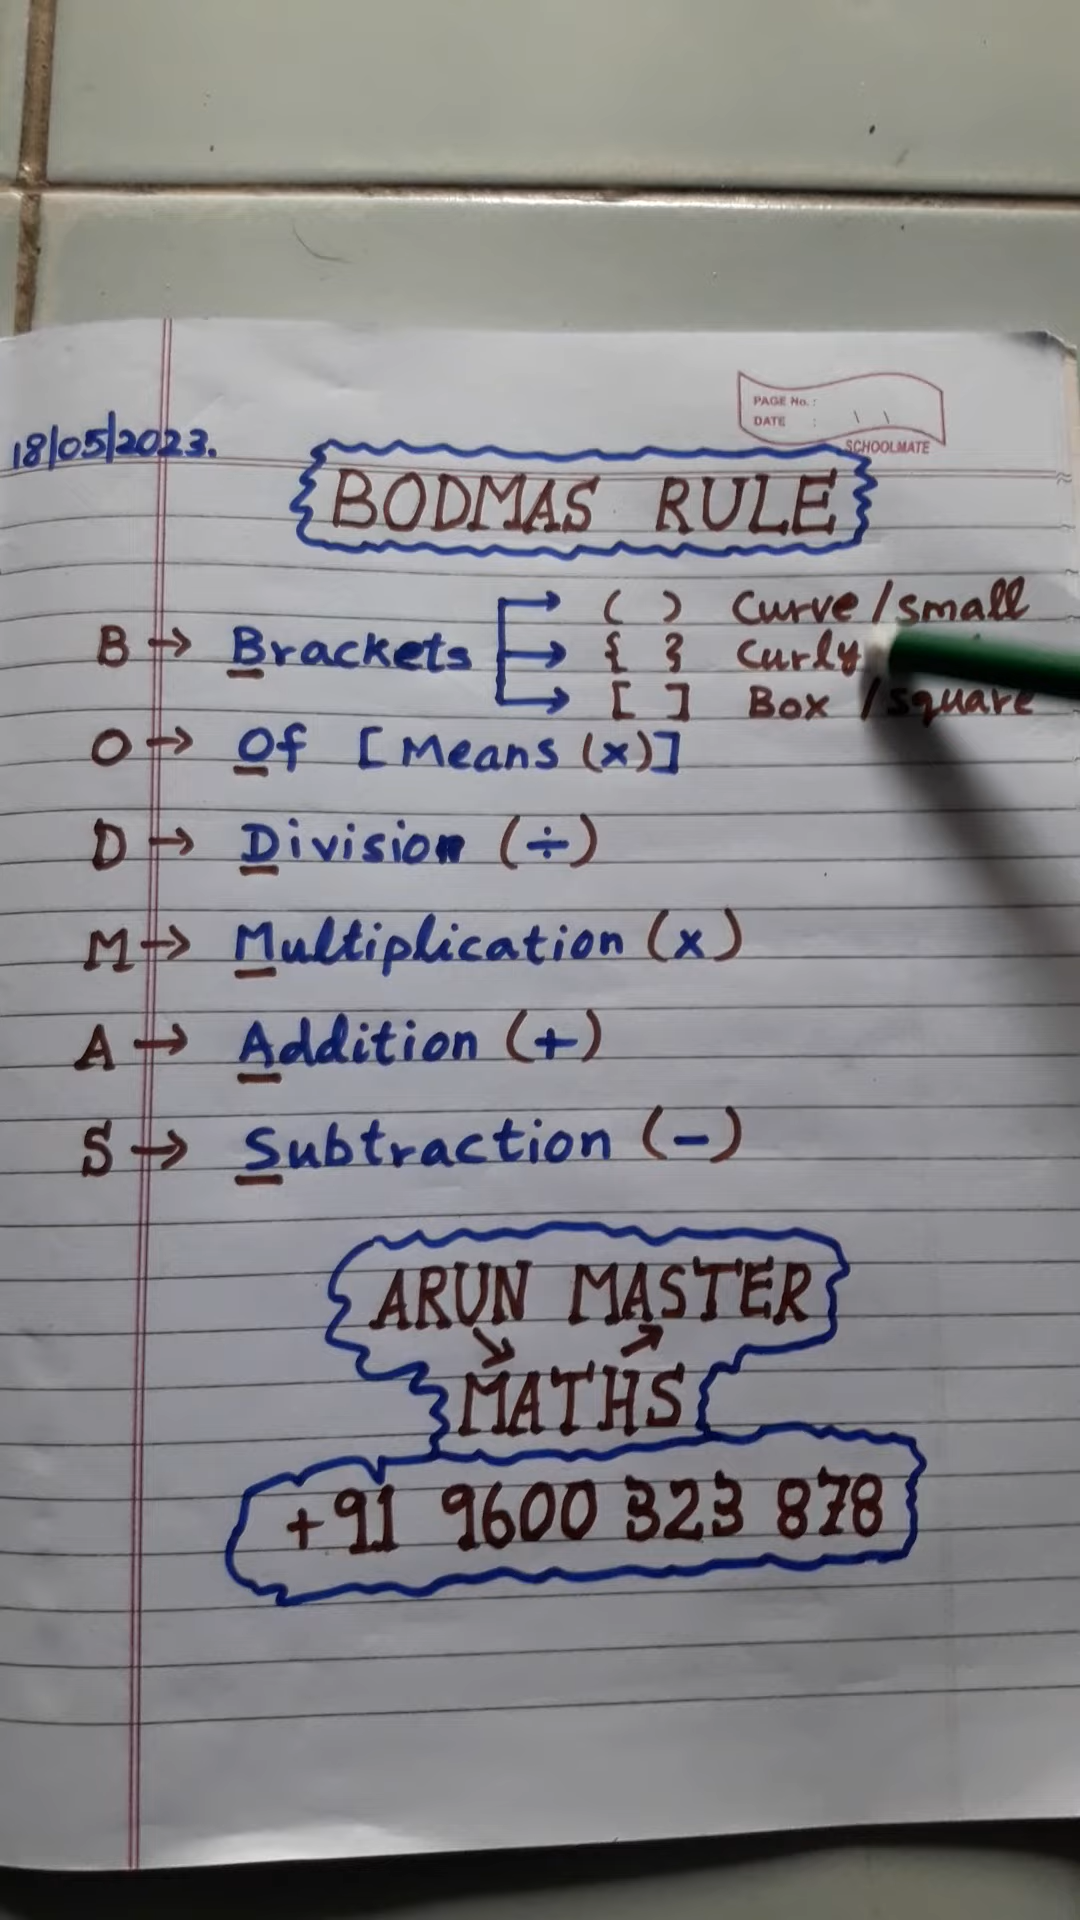 PAGE No. :
DATE : \ \
SCHOOLMATE
18/05/2023.
BODMAS RULE
B → Brackets → ( ) Curve/small
→ { } Curly
→ [ ] Box /square
O → Of [Means (x)]
D → Division (÷)
M → Multiplication (x)
A → Addition (+)
S → Subtraction (-)
ARUN MASTER
MATHS
+91 9600 323 878